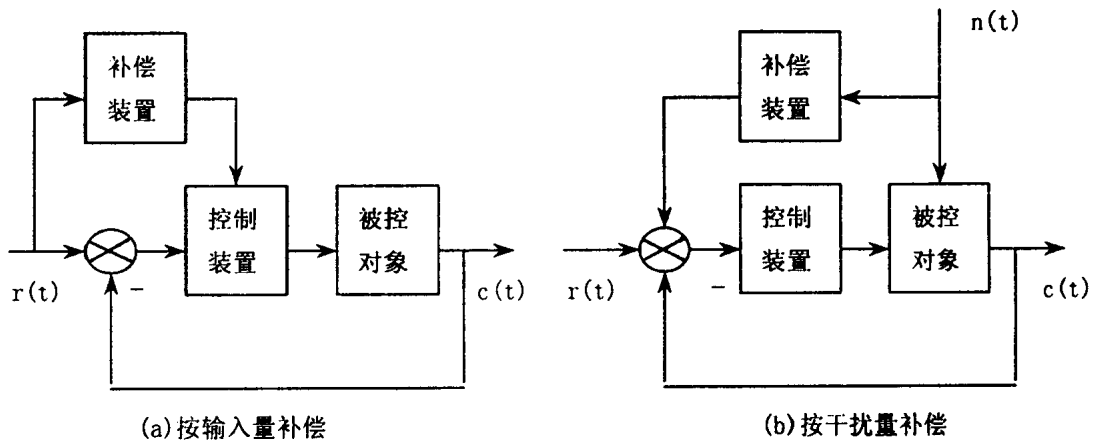 补偿
装置
控制
装置
被控
对象
r(t)
−
c(t)
(a)按输入量补偿
n(t)
补偿
装置
控制
装置
被控
对象
r(t)
−
c(t)
(b)按干扰量补偿